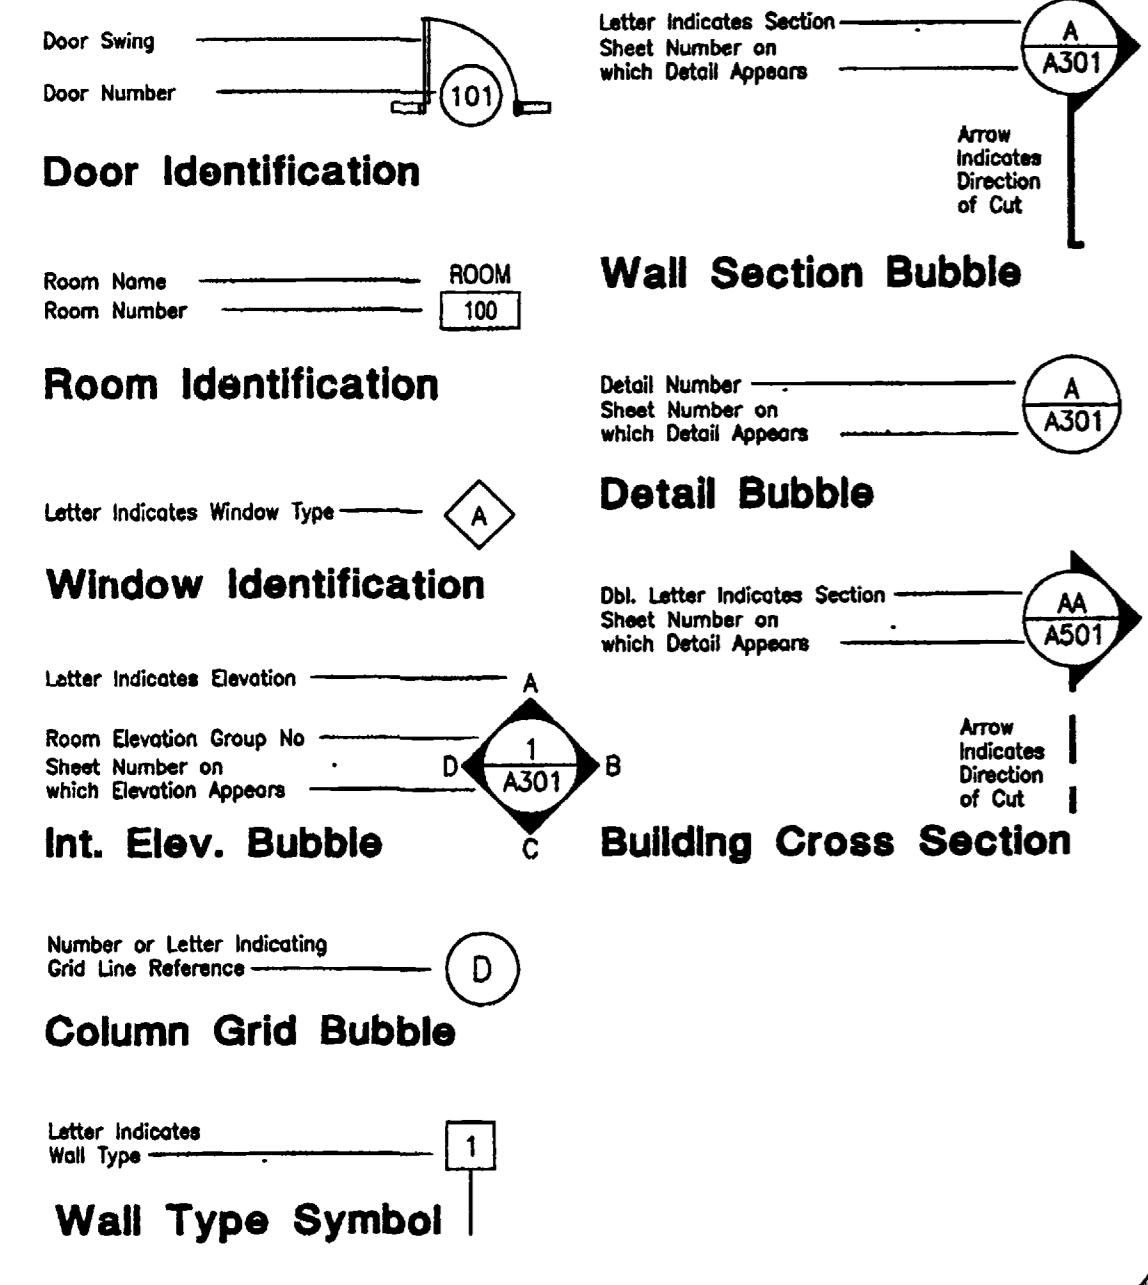 Door Swing
Door Number
101
Door Identification
Room Name
ROOM
Room Number
100
Room Identification
Letter Indicates Window Type
A
Window Identification
Letter Indicates Elevation
A
Room Elevation Group No
1
D
B
Sheet Number on
which Elevation Appears
A301
C
Int. Elev. Bubble
Number or Letter Indicating
Grid Line Reference
D
Column Grid Bubble
Letter Indicates
Wall Type
1
Wall Type Symbol
Letter Indicates Section
A
Sheet Number on
which Detail Appears
A301
Arrow
Indicates
Direction
of Cut
Wall Section Bubble
Detail Number
A
Sheet Number on
which Detail Appears
A301
Detail Bubble
Dbl. Letter Indicates Section
AA
Sheet Number on
which Detail Appears
A501
Arrow
Indicates
Direction
of Cut
Building Cross Section